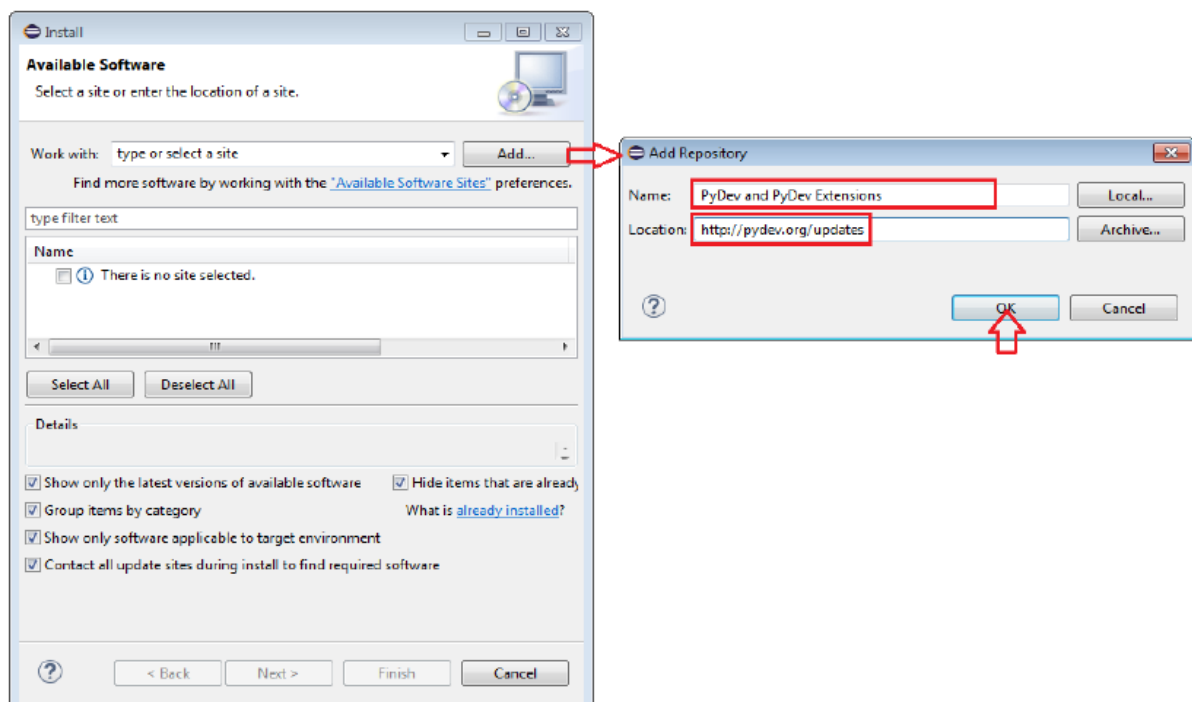 Install
Available Software
Select a site or enter the location of a site.
Work with: type or select a site Add...
Find more software by working with the "Available Software Sites" preferences.
type filter text
Name
There is no site selected.
Select All Deselect All
Details
Show only the latest versions of available software Hide items that are already
Group items by category What is already installed?
Show only software applicable to target environment
Contact all update sites during install to find required software
< Back Next > Finish Cancel
Add Repository
Name: PyDev and PyDev Extensions Local...
Location: http://pydev.org/updates Archive...
OK Cancel